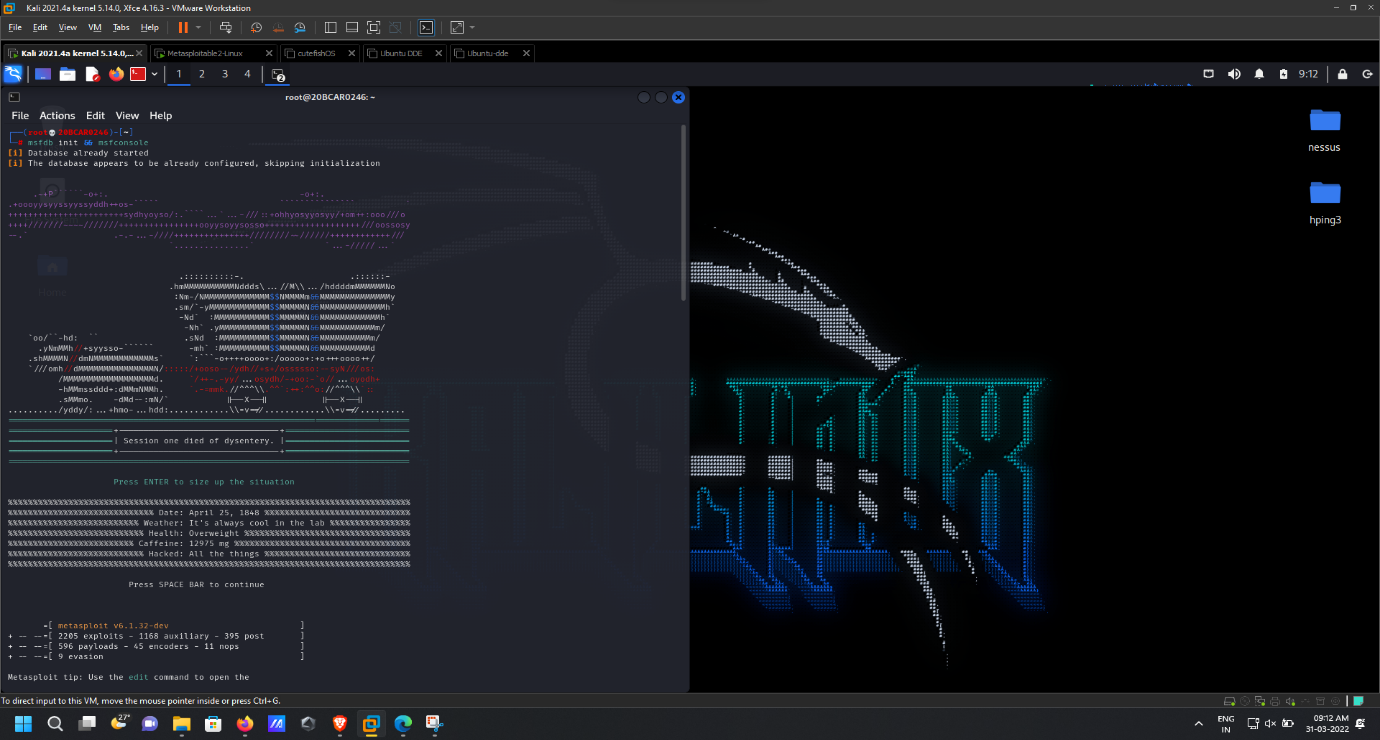 Kali 2021.4a kernel 5.14.0, Xfce 4.16.3 - VMware Workstation
File Edit View VM Tabs Help
Kali 2021.4a kernel 5.14.0,... Metasploitable2-Linux cutefishOS Ubuntu DDE Ubuntu-dde
1 2 3 4 2 9:12
root@20BCAR0246: ~
File Actions Edit View Help
nessus
hping3
(root💀20BCAR0246)-[~]
msfdb init && msfconsole
[i] Database already started
[i] The database appears to be already configured, skipping initialization
Session one died of dysentery.
Press ENTER to size up the situation
Date: April 25, 1848
Weather: It's always cool in the lab
Health: Overweight
Caffeine: 12975 mg
Hacked: All the things
Press SPACE BAR to continue
=[ metasploit v6.1.32-dev ]
+ -- --=[ 2205 exploits - 1168 auxiliary - 395 post ]
+ -- --=[ 596 payloads - 45 encoders - 11 nops ]
+ -- --=[ 9 evasion ]
Metasploit tip: Use the edit command to open the
To direct input to this VM, move the mouse pointer inside or press Ctrl+G.
27°
ENG
IN
09:12 AM
31-03-2022